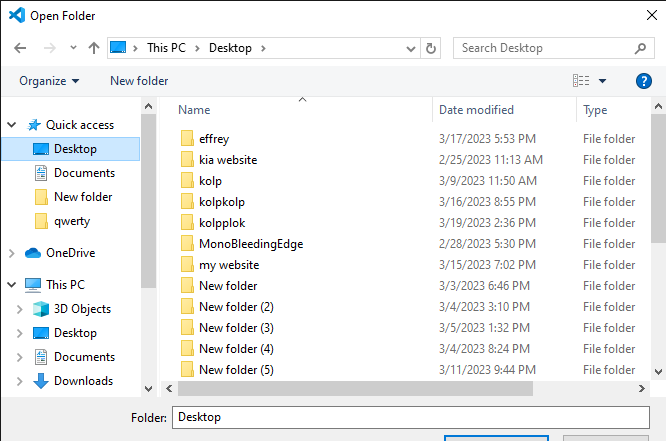 Open Folder
This PC > Desktop >
Search Desktop
Organize
New folder
?
Name Date modified Type
Quick access
Desktop
Documents
New folder
qwerty
OneDrive
This PC
3D Objects
Desktop
Documents
Downloads
effrey 3/17/2023 5:53 PM File folder
kia website 2/25/2023 11:13 AM File folder
kolp 3/9/2023 11:50 AM File folder
kolpkolp 3/16/2023 8:55 PM File folder
kolpplok 3/19/2023 2:36 PM File folder
MonoBleedingEdge 2/28/2023 5:30 PM File folder
my website 3/15/2023 7:02 PM File folder
New folder 3/3/2023 6:46 PM File folder
New folder (2) 3/4/2023 3:10 PM File folder
New folder (3) 3/5/2023 1:32 PM File folder
New folder (4) 3/4/2023 8:24 PM File folder
New folder (5) 3/11/2023 9:44 PM File folder
Folder: Desktop